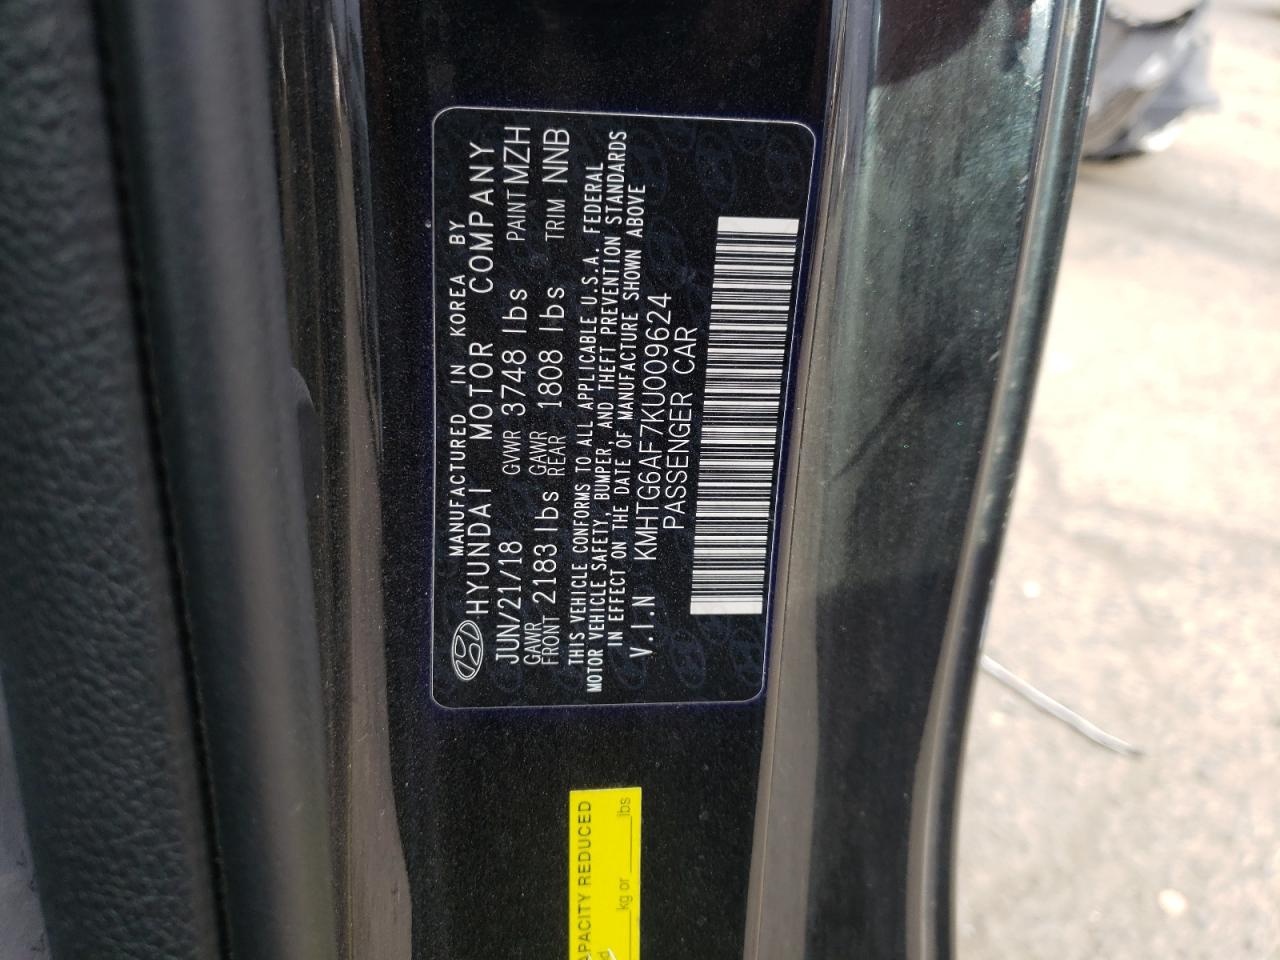 MANUFACTURED IN KOREA BY
HYUNDAI MOTOR COMPANY
JUN/21/18 GVWR 3748 lbs PAINT MZH
GAWR FRONT 2183 lbs GAWR REAR 1808 lbs TRIM NNB
THIS VEHICLE CONFORMS TO ALL APPLICABLE U.S.A. FEDERAL
MOTOR VEHICLE SAFETY, BUMPER, AND THEFT PREVENTION STANDARDS
IN EFFECT ON THE DATE OF MANUFACTURE SHOWN ABOVE
V.I.N KMHTG6AF7KU009624
PASSENGER CAR
APACITY REDUCED
kg or lbs